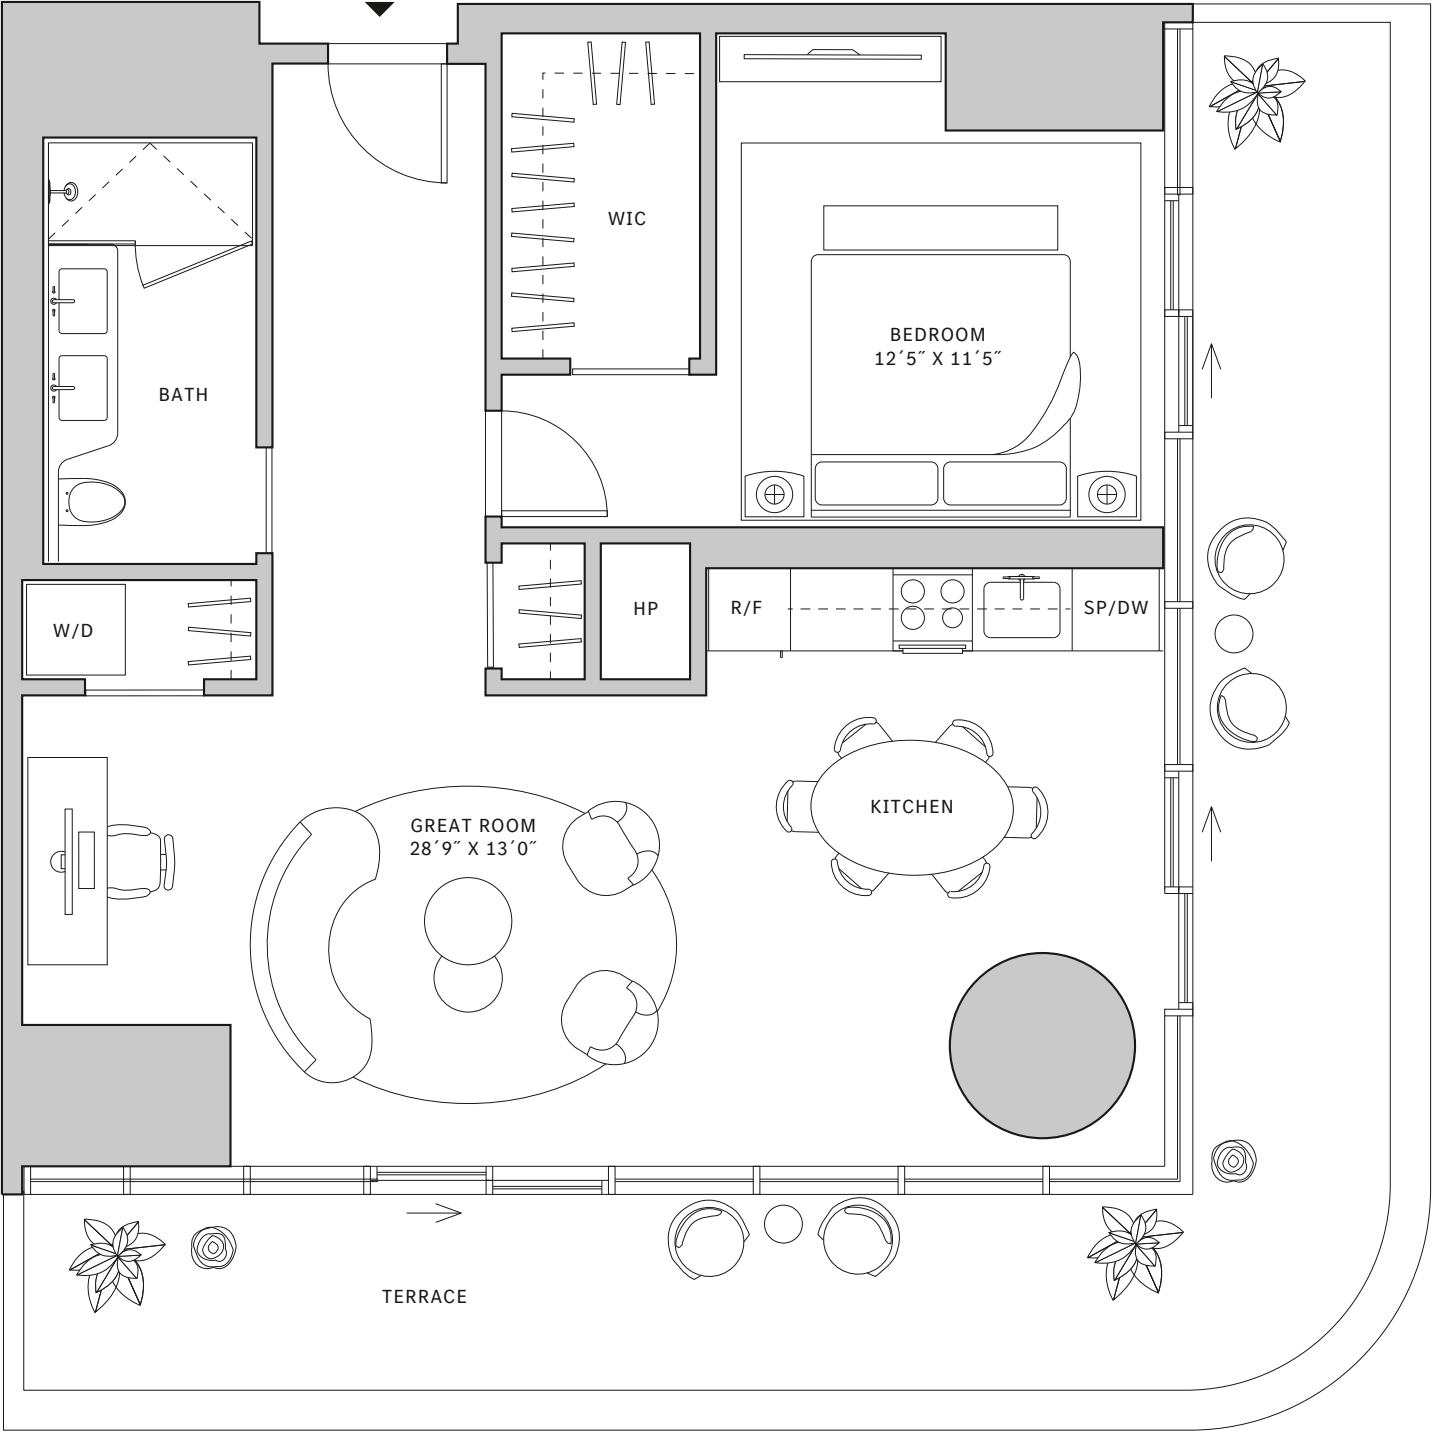 WIC
BEDROOM
12´5˝ X 11´5˝
BATH
R/F
HP
SP/DW
W/D
GREAT ROOM
28´9˝ X 13´0˝
KITCHEN
TERRACE